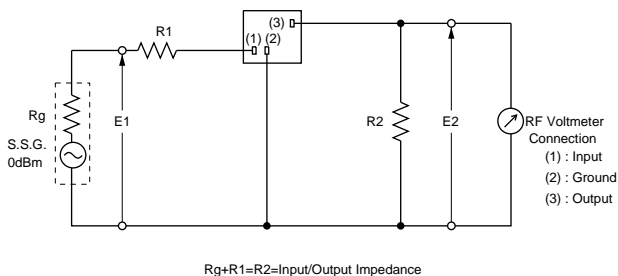 (3)
R1
(1) (2)
Rg
S.S.G.
0dBm
E1
R2
E2
RF Voltmeter
Connection
(1) : Input
(2) : Ground
(3) : Output
Rg+R1=R2=Input/Output Impedance